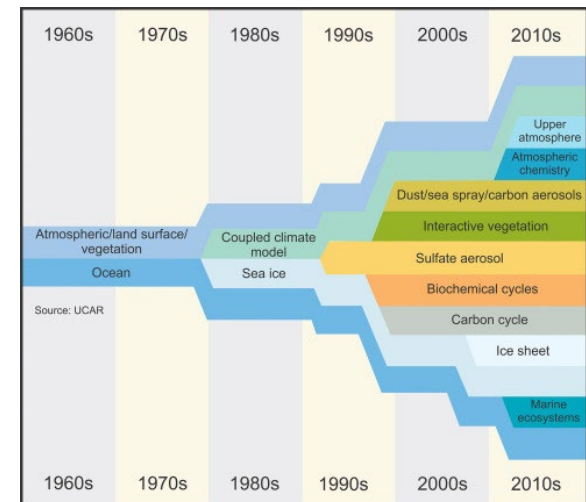 1960s 1970s 1980s 1990s 2000s 2010s
Upper
atmosphere
Atmospheric
chemistry
Dust/sea spray/carbon aerosols
Interactive vegetation
Atmospheric/land surface/
vegetation
Coupled climate
model
Sulfate aerosol
Ocean
Sea ice
Biochemical cycles
Source: UCAR
Carbon cycle
Ice sheet
Marine
ecosystems
1960s 1970s 1980s 1990s 2000s 2010s